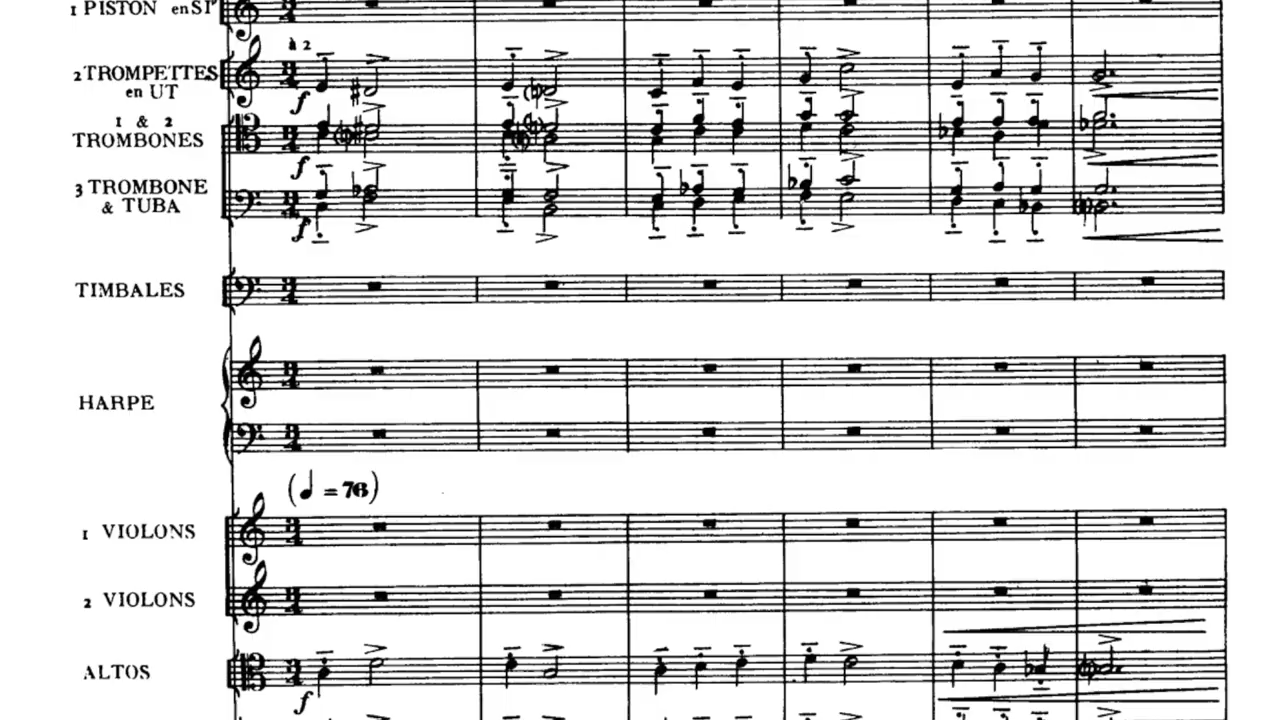 1 PISTON en SI♭
à 2
2 TROMPETTES
en UT
f
1 & 2
TROMBONES
f
3 TROMBONE
& TUBA
f
TIMBALES
HARPE
(♩ = 76)
1 VIOLONS
2 VIOLONS
ALTOS
f